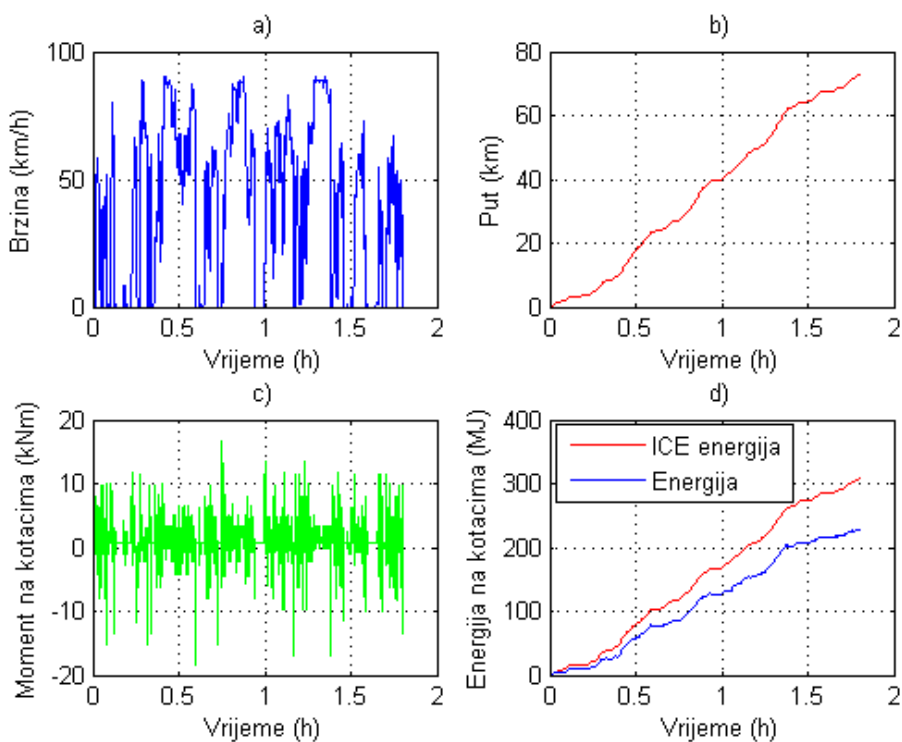 a)
Brzina (km/h)
100
50
0
0
0.5
1
1.5
2
Vrijeme (h)
b)
Put (km)
80
60
40
20
0
0
0.5
1
1.5
2
Vrijeme (h)
c)
Moment na kotacima (kNm)
20
10
0
-10
-20
0
0.5
1
1.5
2
Vrijeme (h)
d)
Energija na kotacima (MJ)
400
300
200
100
0
ICE energija
Energija
0
0.5
1
1.5
2
Vrijeme (h)